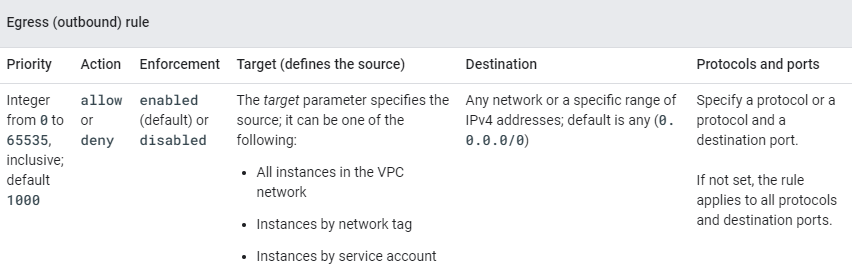 Egress (outbound) rule
Priority
Action
Enforcement
Target (defines the source)
Destination
Protocols and ports
Integer
from 0 to
65535,
inclusive;
default
1000
allow
or
deny
enabled
(default) or
disabled
The target parameter specifies the
source; it can be one of the
following:
• All instances in the VPC
network
• Instances by network tag
• Instances by service account
Any network or a specific range of
IPv4 addresses; default is any (0.
0.0.0/0)
Specify a protocol or a
protocol and a
destination port.
If not set, the rule
applies to all protocols
and destination ports.